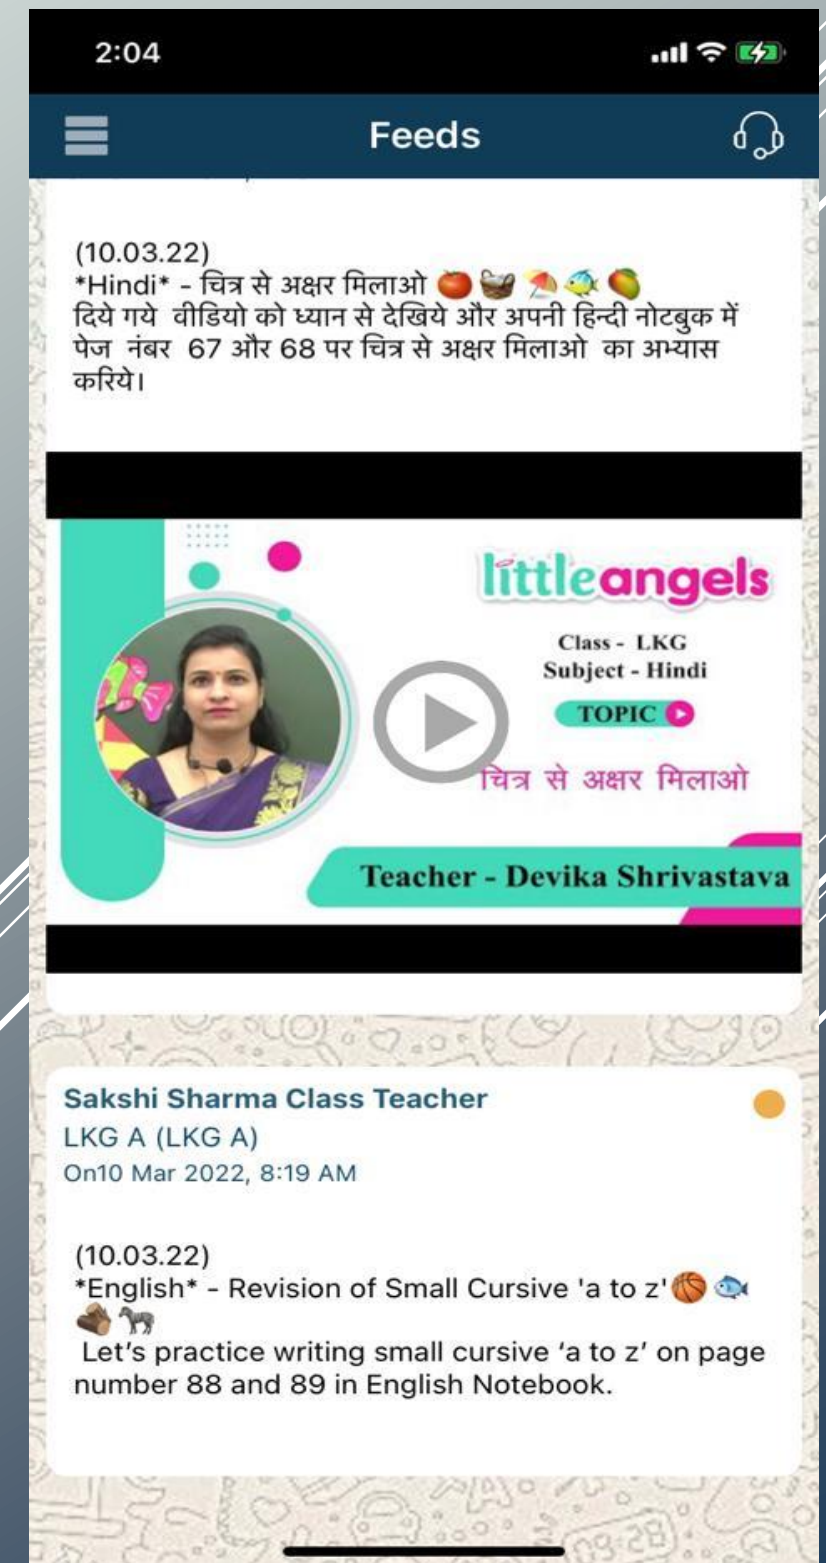 2:04
Feeds
(10.03.22)
*Hindi* - चित्र से अक्षर मिलाओ 🍅🧺⛱️🐠🥭
दिये गये वीडियो को ध्यान से देखिये और अपनी हिन्दी नोटबुक में
पेज नंबर 67 और 68 पर चित्र से अक्षर मिलाओ का अभ्यास
करिये।
littleangels
Class - LKG
Subject - Hindi
TOPIC
चित्र से अक्षर मिलाओ
Teacher - Devika Shrivastava
Sakshi Sharma Class Teacher
LKG A (LKG A)
On10 Mar 2022, 8:19 AM
(10.03.22)
*English* - Revision of Small Cursive 'a to z'🏀🐟
🪵🦓
Let’s practice writing small cursive ‘a to z’ on page
number 88 and 89 in English Notebook.